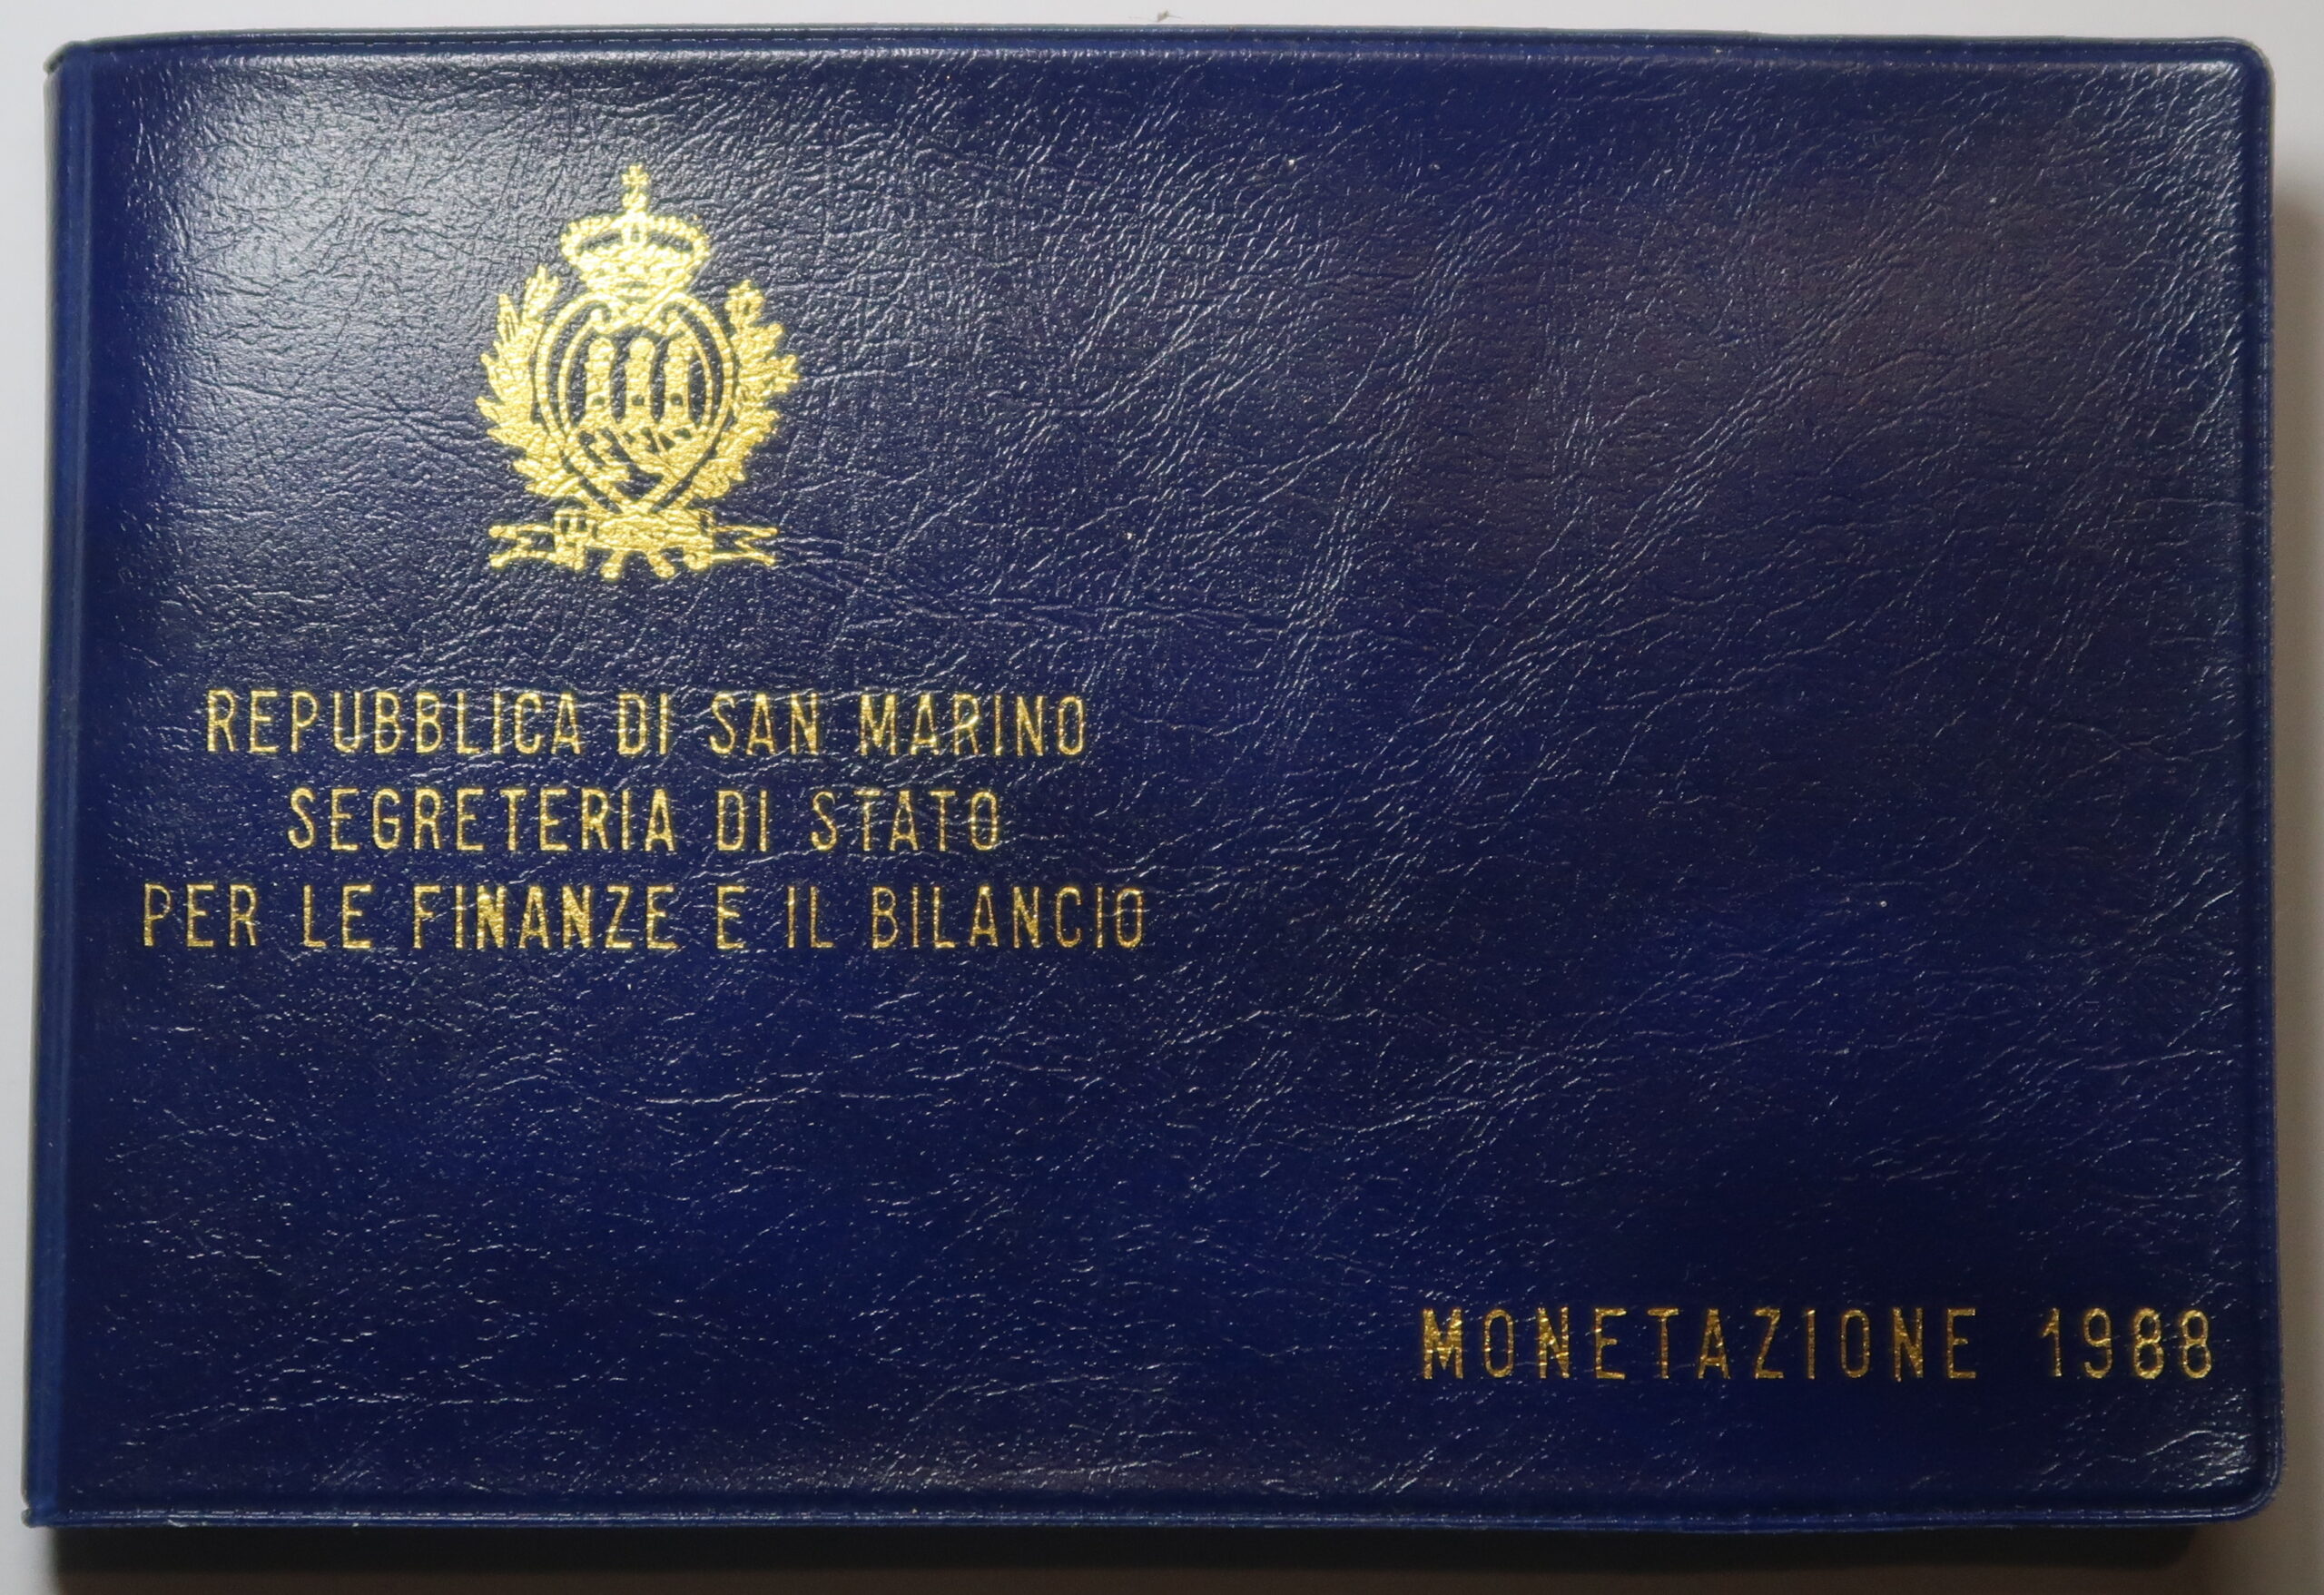 REPUBBLICA DI SAN MARINO
SEGRETERIA DI STATO
PER LE FINANZE E IL BILANCIO
MONETAZIONE 1988